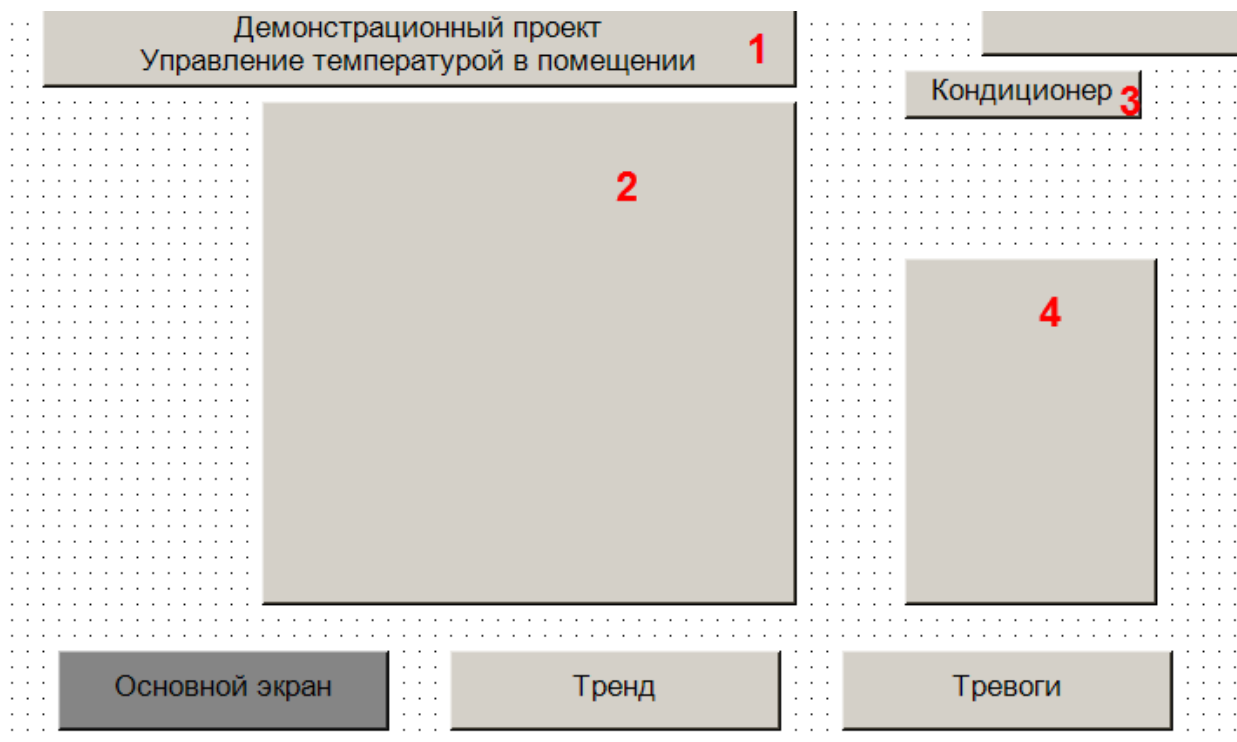 Демонстрационный проект
Управление температурой в помещении
1
Кондиционер
3
2
4
Основной экран
Тренд
Тревоги